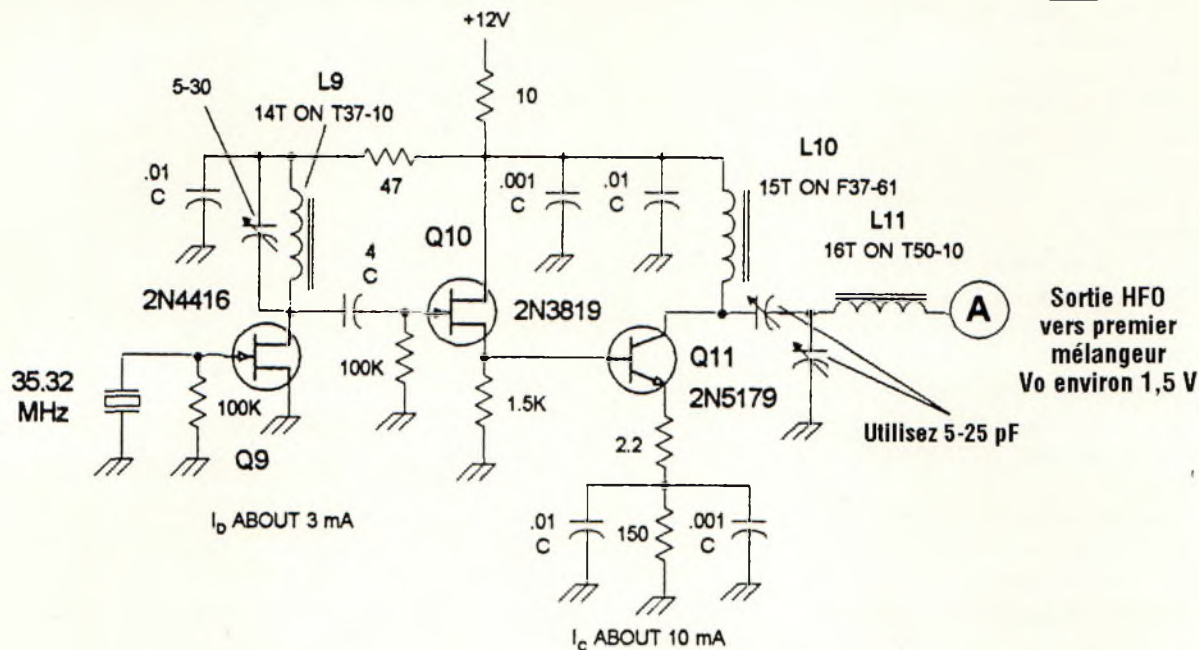 +12V
5-30
L9
14T ON T37-10
10
.01
C
47
.001
C
.01
C
L10
15T ON F37-61
L11
16T ON T50-10
4
C
Q10
2N4416
2N3819
A
Sortie HFO
vers premier
mélangeur
Vo environ 1,5 V
35.32
MHz
100K
100K
1.5K
Q11
2N5179
Utilisez 5-25 pF
Q9
2.2
I_D ABOUT 3 mA
.01
C
150
.001
C
I_C ABOUT 10 mA